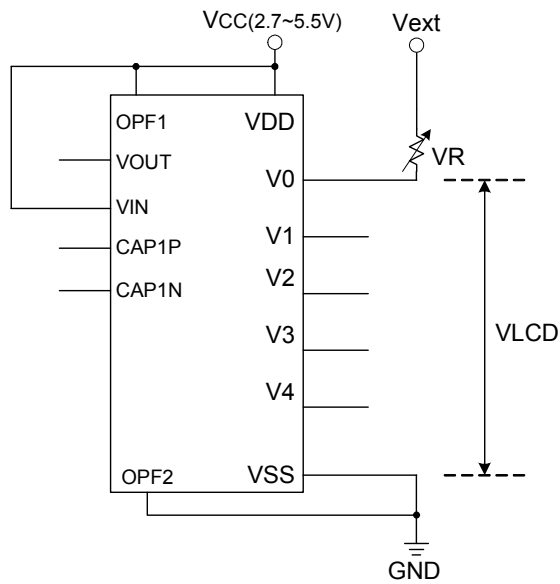 VCC(2.7~5.5V)
Vext
OPF1
VDD
VOUT
VR
V0
VIN
V1
CAP1P
V2
CAP1N
V3
VLCD
V4
OPF2
VSS
GND